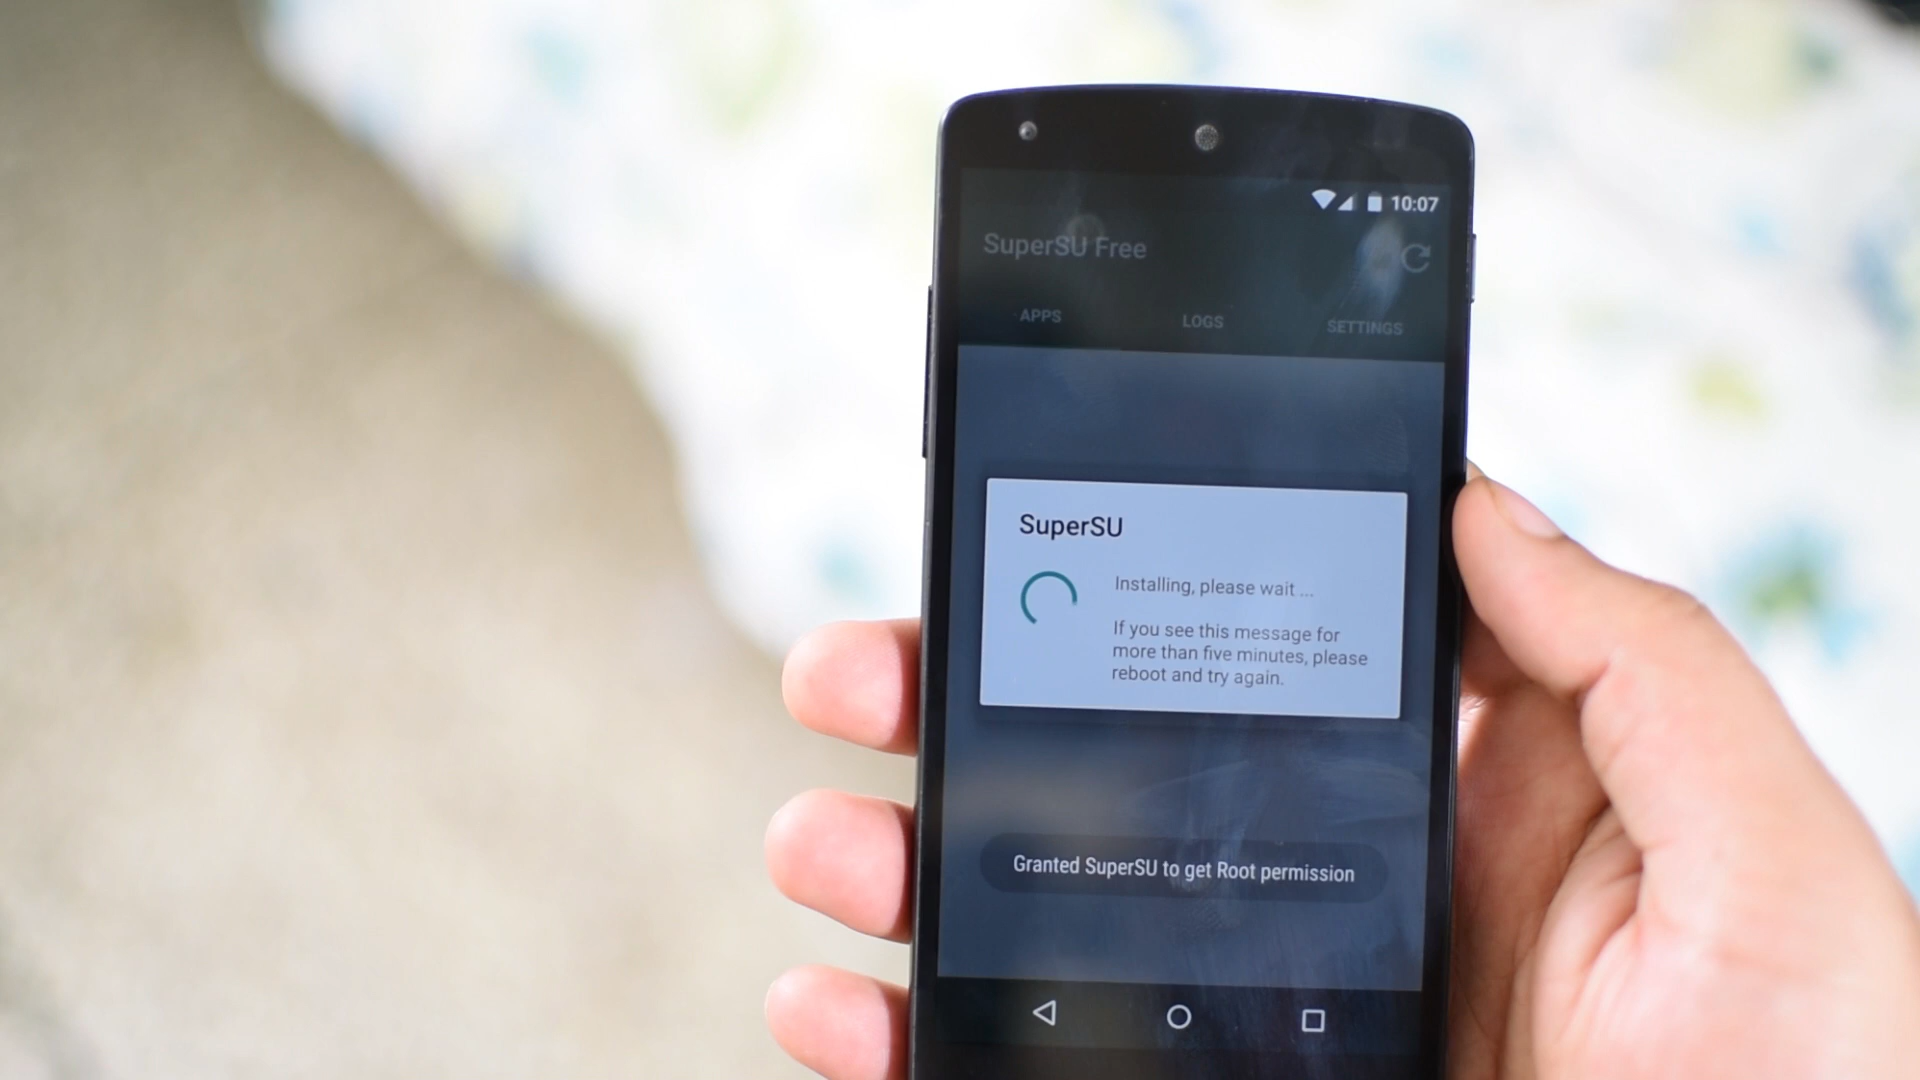 10:07
SuperSU Free
APPS LOGS SETTINGS
SuperSU
Installing, please wait ...
If you see this message for
more than five minutes, please
reboot and try again.
Granted SuperSU to get Root permission